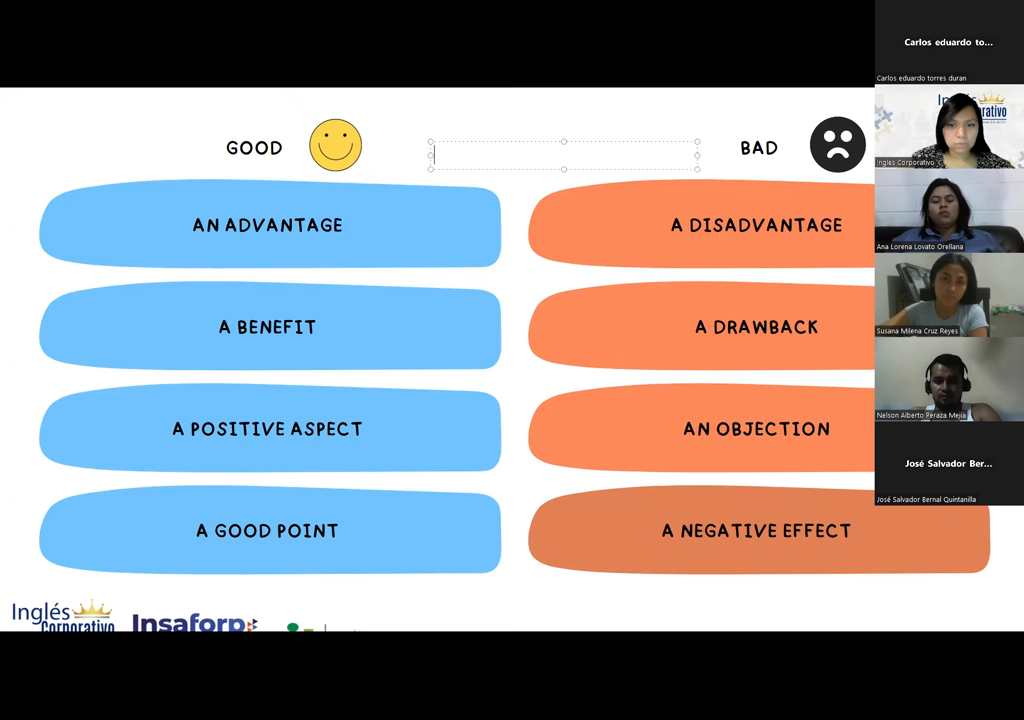 GOOD
BAD
AN ADVANTAGE
A DISADVANTAGE
A BENEFIT
A DRAWBACK
A POSITIVE ASPECT
AN OBJECTION
A GOOD POINT
A NEGATIVE EFFECT
Inglés
Corporativo
Insaforp
Carlos eduardo to...
Carlos eduardo torres duran
Ingles Corporativo
Ana Lorena Lovato Orellana
Susana Milena Cruz Reyes
Nelson Alberto Peraza Mejia
José Salvador Ber...
José Salvador Bernal Quintanilla